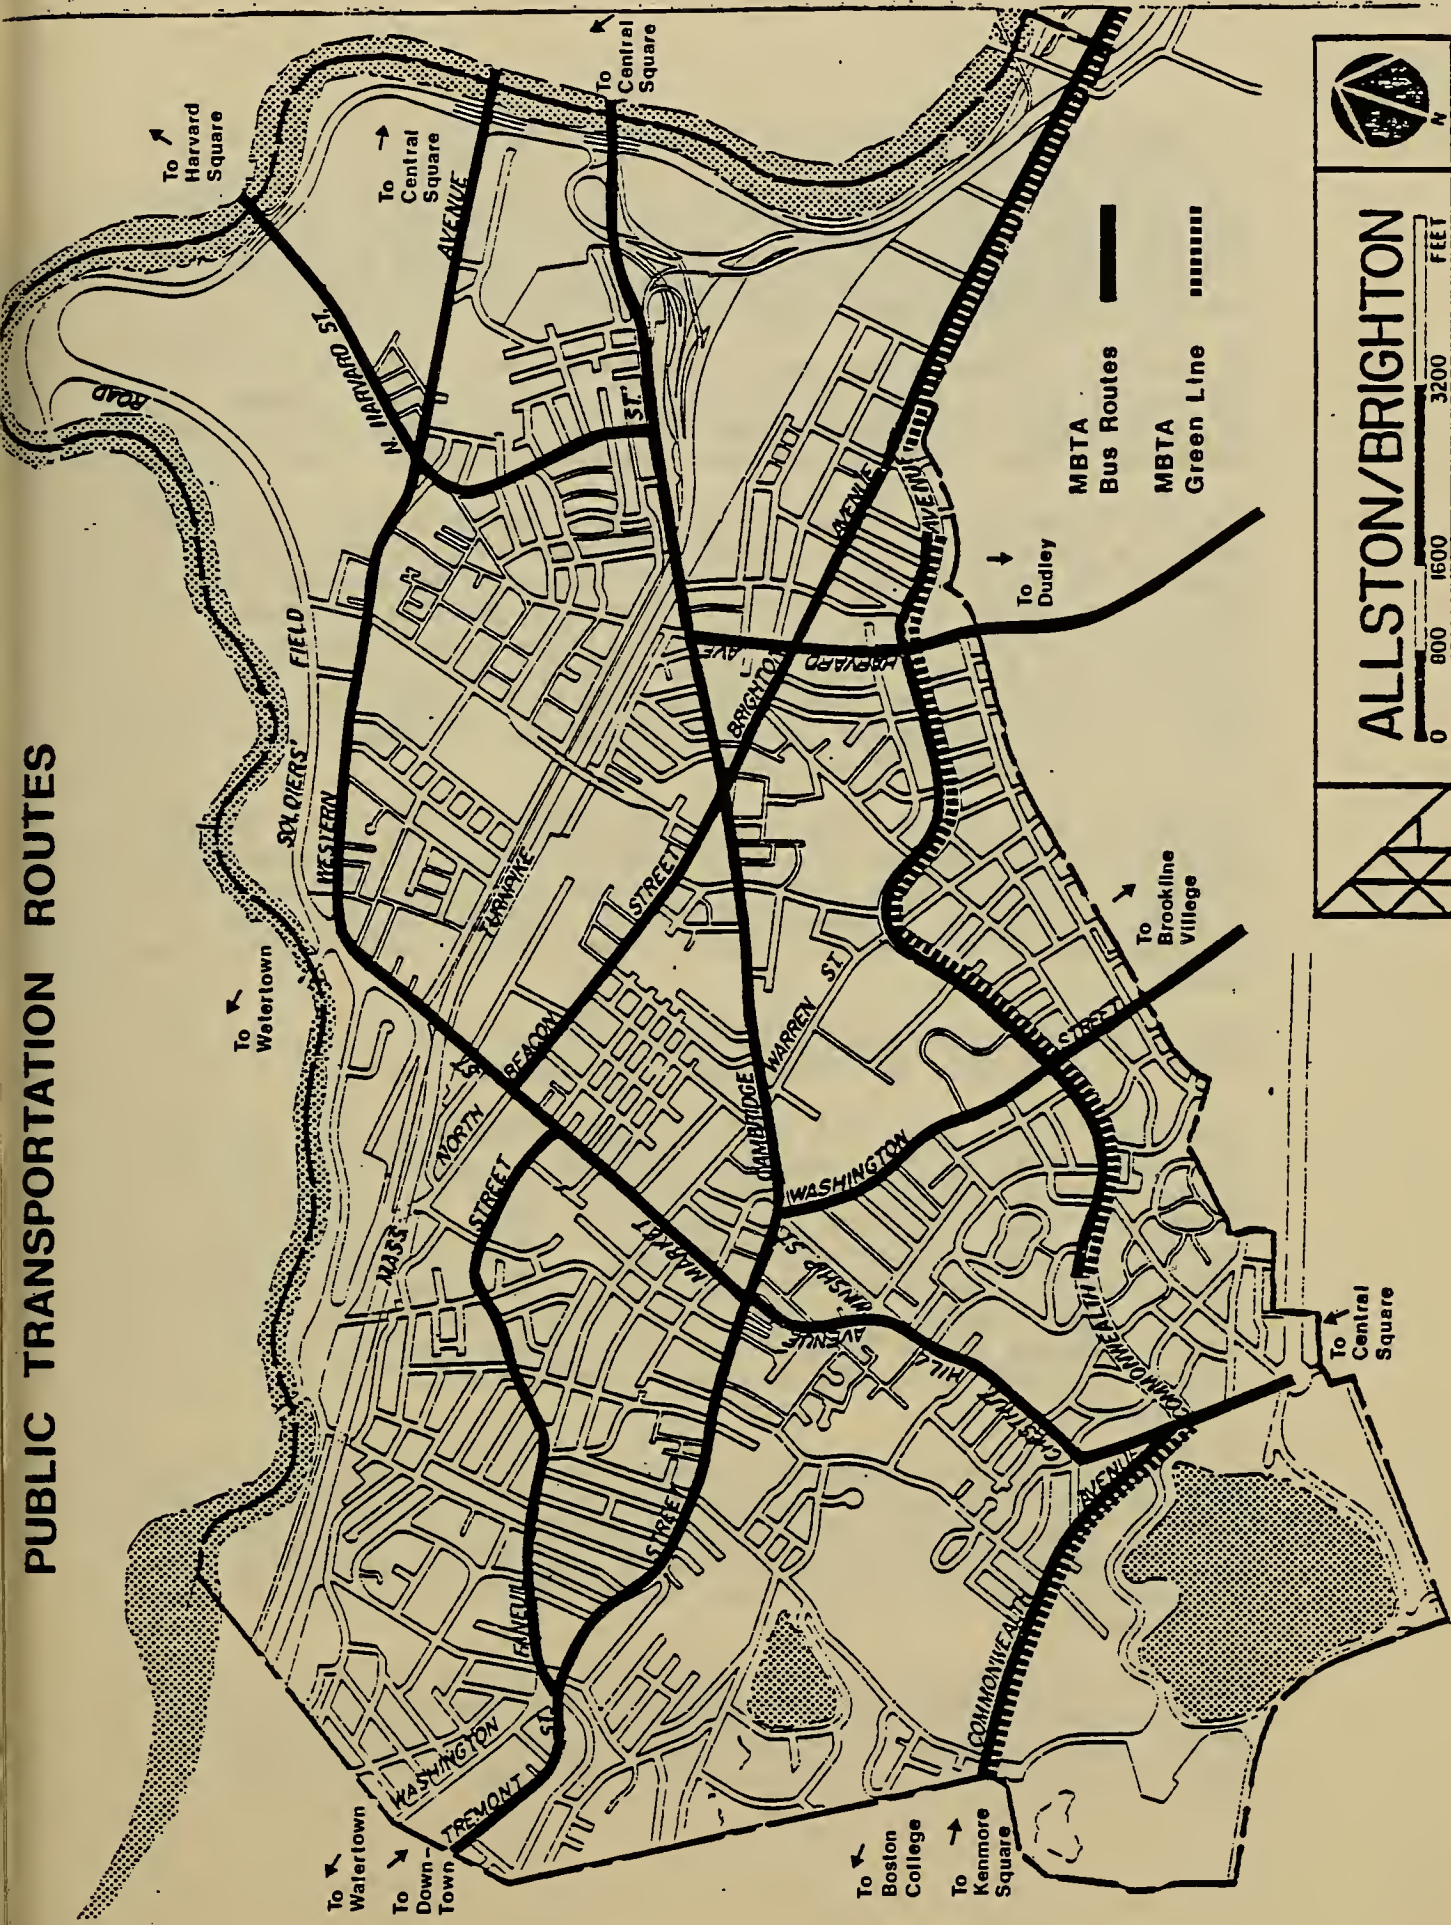 PUBLIC TRANSPORTATION ROUTES
To
Harvard
Square
To
Central
Square
To
Central
Square
ROAD
N. HARVARD ST.
AVENUE
ST.
FIELD
SOLDIERS'
WESTERN
To
Watertown
TURNPIKE
STREET
BEACON
NORTH
ST.
MASS
STREET
MARKET
BRIGHTON
AVENUE
AVENUE
HARVARD
AVE
CAMBRIDGE
WARREN
ST.
WASHINGTON
STREET
WINSHIP ST.
AVENUE
HILL
CHESTNUT
COMMONWEALTH
COMMONWEALTH
AVENUE
FANEUIL
STREET
WASHINGTON
ST.
TREMONT
To
Watertown
To
Down-
Town
To
Boston
College
To
Kenmore
Square
To
Central
Square
To
Brookline
Village
To
Dudley
MBTA
Bus Routes
MBTA
Green Line
ALLSTON/BRIGHTON
0 800 1600 3200 FEET
N